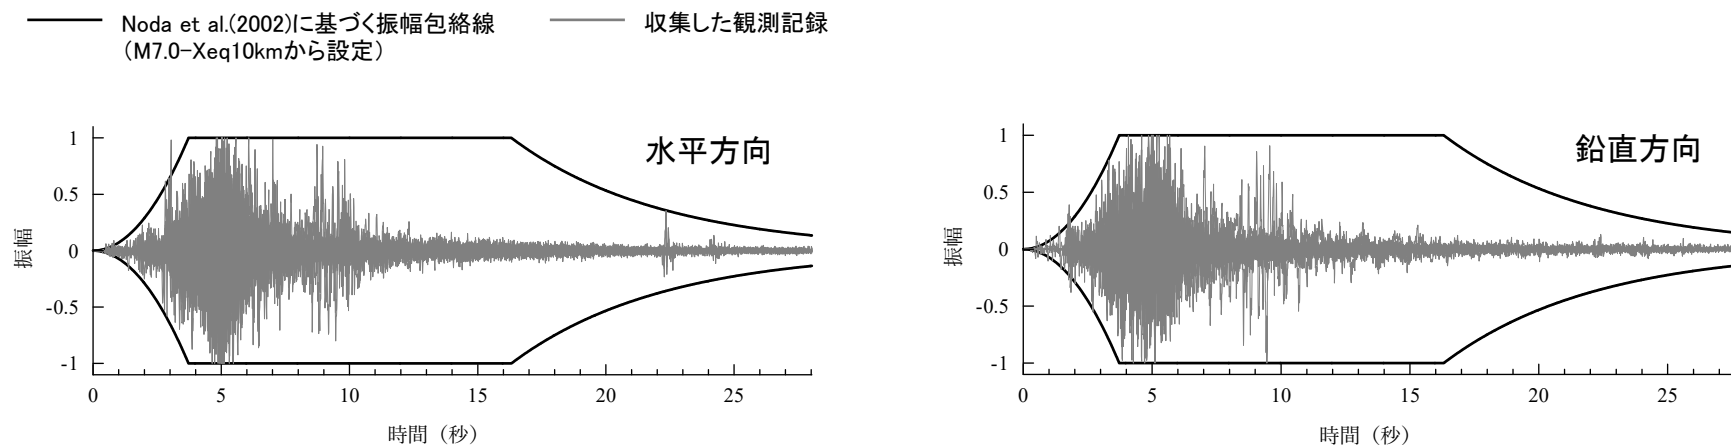 Noda et al.(2002)に基づく振幅包絡線
（M7.0-Xeq10kmから設定）
収集した観測記録
水平方向
振幅
1
0.5
0
-0.5
-1
0 5 10 15 20 25
時間（秒）
鉛直方向
振幅
1
0.5
0
-0.5
-1
0 5 10 15 20 25
時間（秒）